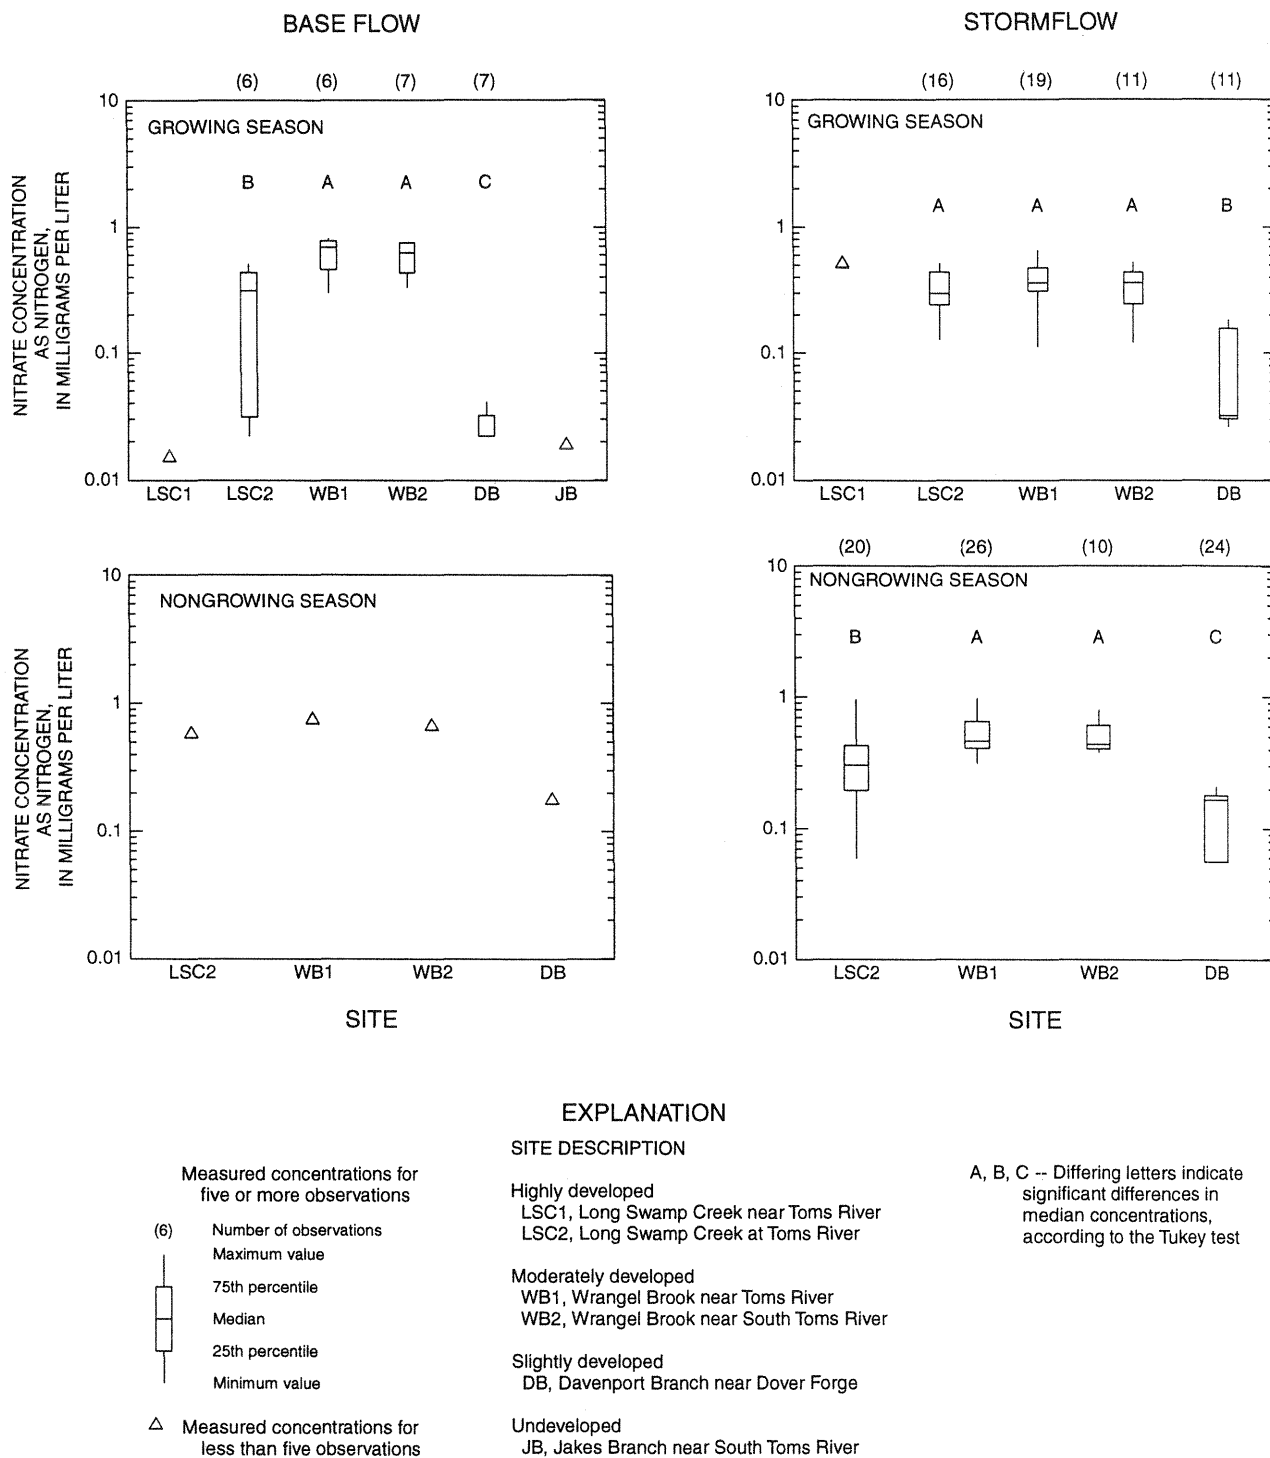 BASE FLOW
(6) (6) (7) (7)
GROWING SEASON
B A A C
10
1
0.1
0.01
NITRATE CONCENTRATION
AS NITROGEN,
IN MILLIGRAMS PER LITER
LSC1 LSC2 WB1 WB2 DB JB
STORMFLOW
(16) (19) (11) (11)
GROWING SEASON
A A A B
10
1
0.1
0.01
LSC1 LSC2 WB1 WB2 DB
NONGROWING SEASON
10
1
0.1
0.01
NITRATE CONCENTRATION
AS NITROGEN,
IN MILLIGRAMS PER LITER
LSC2 WB1 WB2 DB
SITE
(20) (26) (10) (24)
NONGROWING SEASON
B A A C
10
1
0.1
0.01
LSC2 WB1 WB2 DB
SITE
EXPLANATION
Measured concentrations for
five or more observations
(6) Number of observations
Maximum value
75th percentile
Median
25th percentile
Minimum value
Measured concentrations for
less than five observations
SITE DESCRIPTION
Highly developed
LSC1, Long Swamp Creek near Toms River
LSC2, Long Swamp Creek at Toms River
Moderately developed
WB1, Wrangel Brook near Toms River
WB2, Wrangel Brook near South Toms River
Slightly developed
DB, Davenport Branch near Dover Forge
Undeveloped
JB, Jakes Branch near South Toms River
A, B, C -- Differing letters indicate
significant differences in
median concentrations,
according to the Tukey test